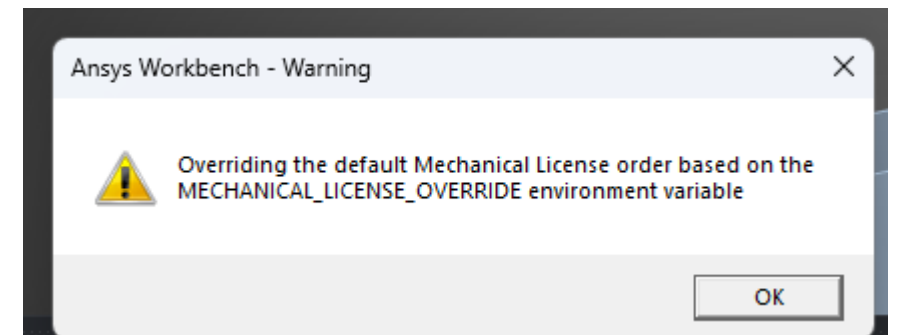 Ansys Workbench - Warning
Overriding the default Mechanical License order based on the
MECHANICAL_LICENSE_OVERRIDE environment variable
OK